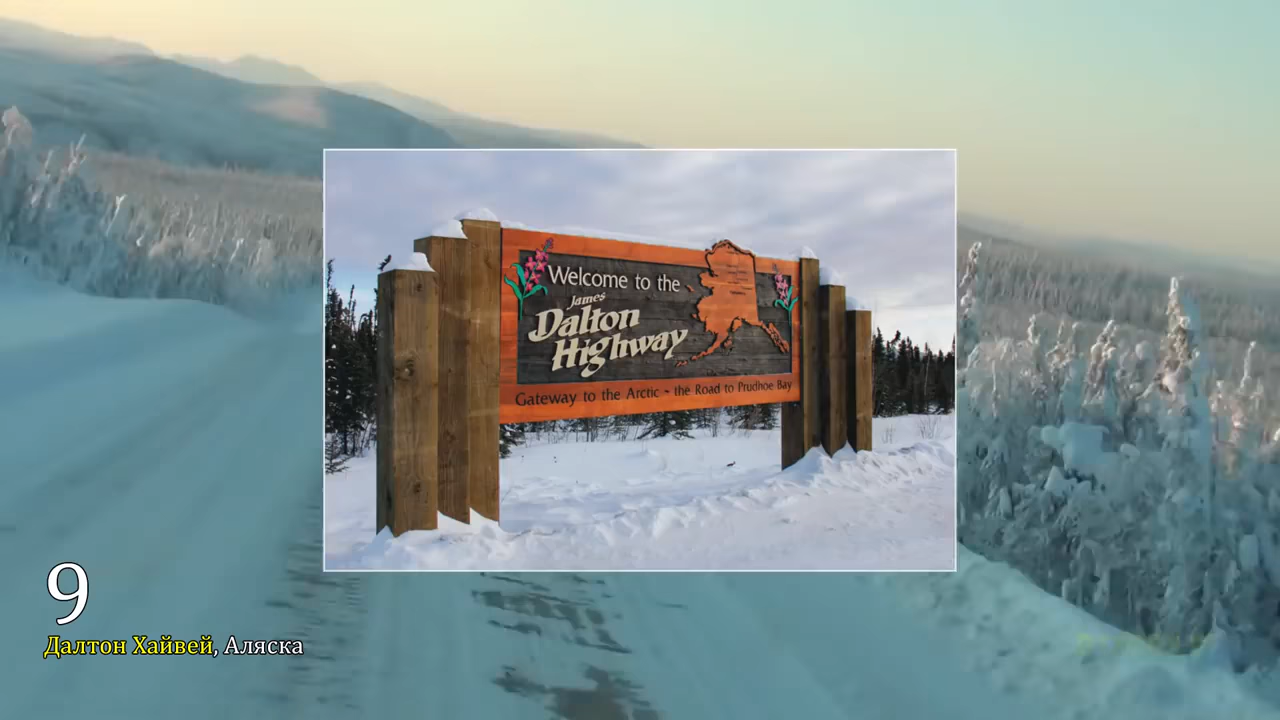 Welcome to the
James
Dalton
Highway
Gateway to the Arctic ~ the Road to Prudhoe Bay
9
Далтон Хайвей, Аляска